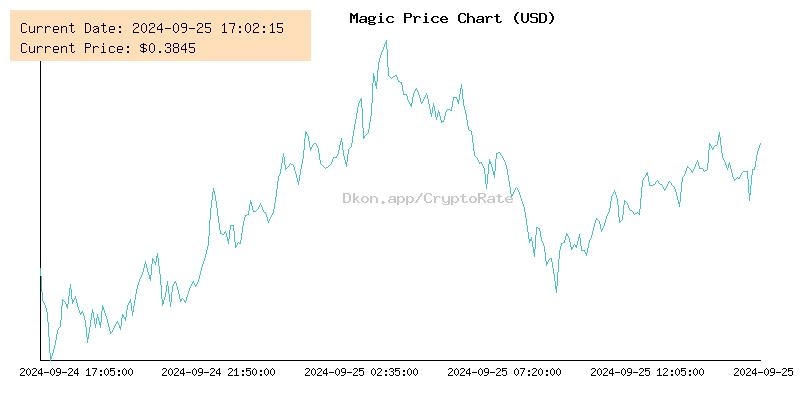 Magic Price Chart (USD)
Current Date: 2024-09-25 17:02:15
Current Price: $0.3845
Dkon.app/CryptoRate
2024-09-24 17:05:00 2024-09-24 21:50:00 2024-09-25 02:35:00 2024-09-25 07:20:00 2024-09-25 12:05:00 2024-09-25